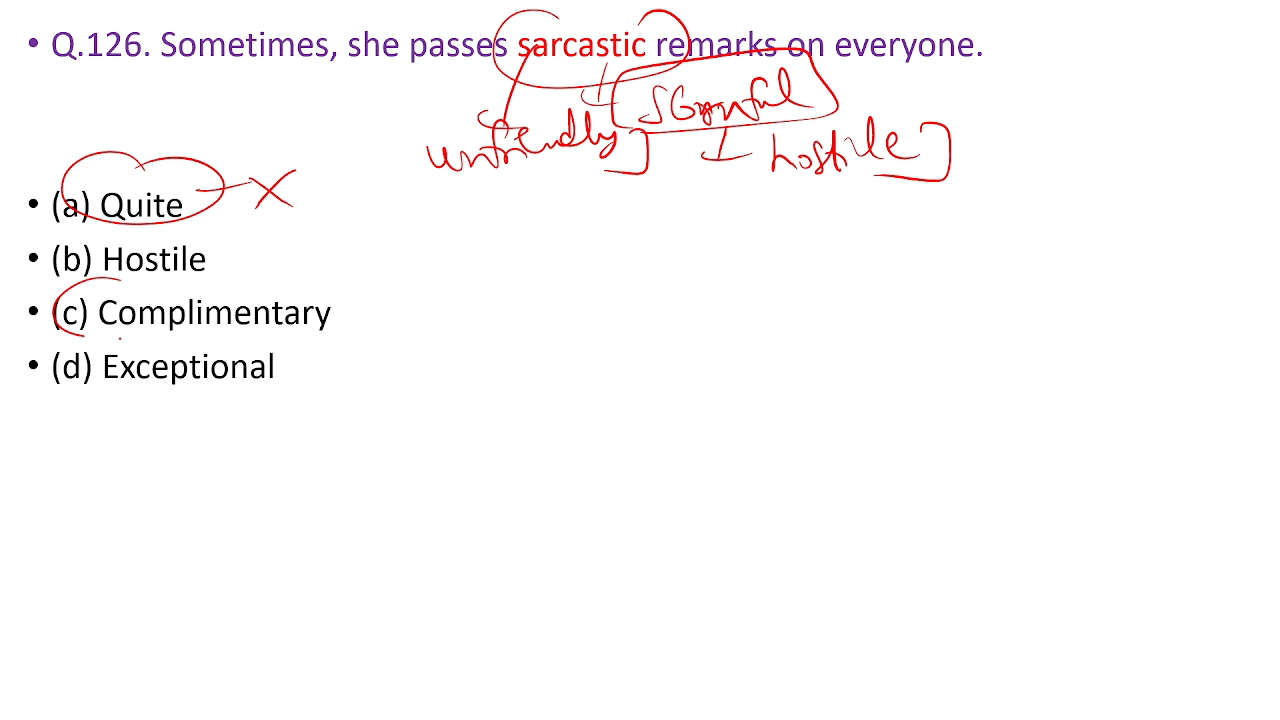 • Q.126. Sometimes, she passes sarcastic remarks on everyone.
scornful
unfriendly] hostile]
• (a) Quite
• (b) Hostile
• (c) Complimentary
• (d) Exceptional